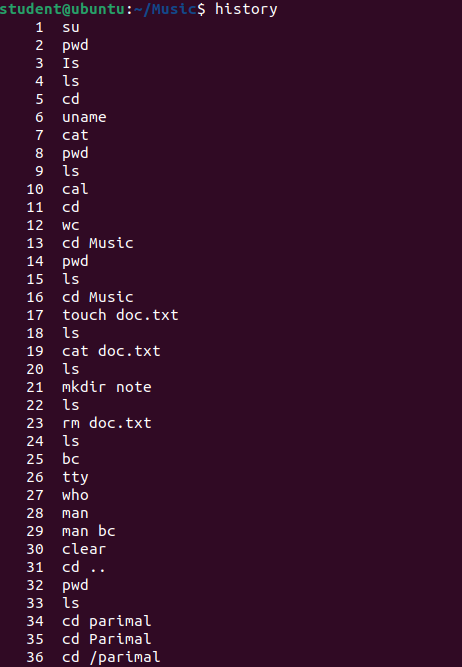 student@ubuntu:~/Music$ history
1 su
2 pwd
3 Is
4 ls
5 cd
6 uname
7 cat
8 pwd
9 ls
10 cal
11 cd
12 wc
13 cd Music
14 pwd
15 ls
16 cd Music
17 touch doc.txt
18 ls
19 cat doc.txt
20 ls
21 mkdir note
22 ls
23 rm doc.txt
24 ls
25 bc
26 tty
27 who
28 man
29 man bc
30 clear
31 cd ..
32 pwd
33 ls
34 cd parimal
35 cd Parimal
36 cd /parimal